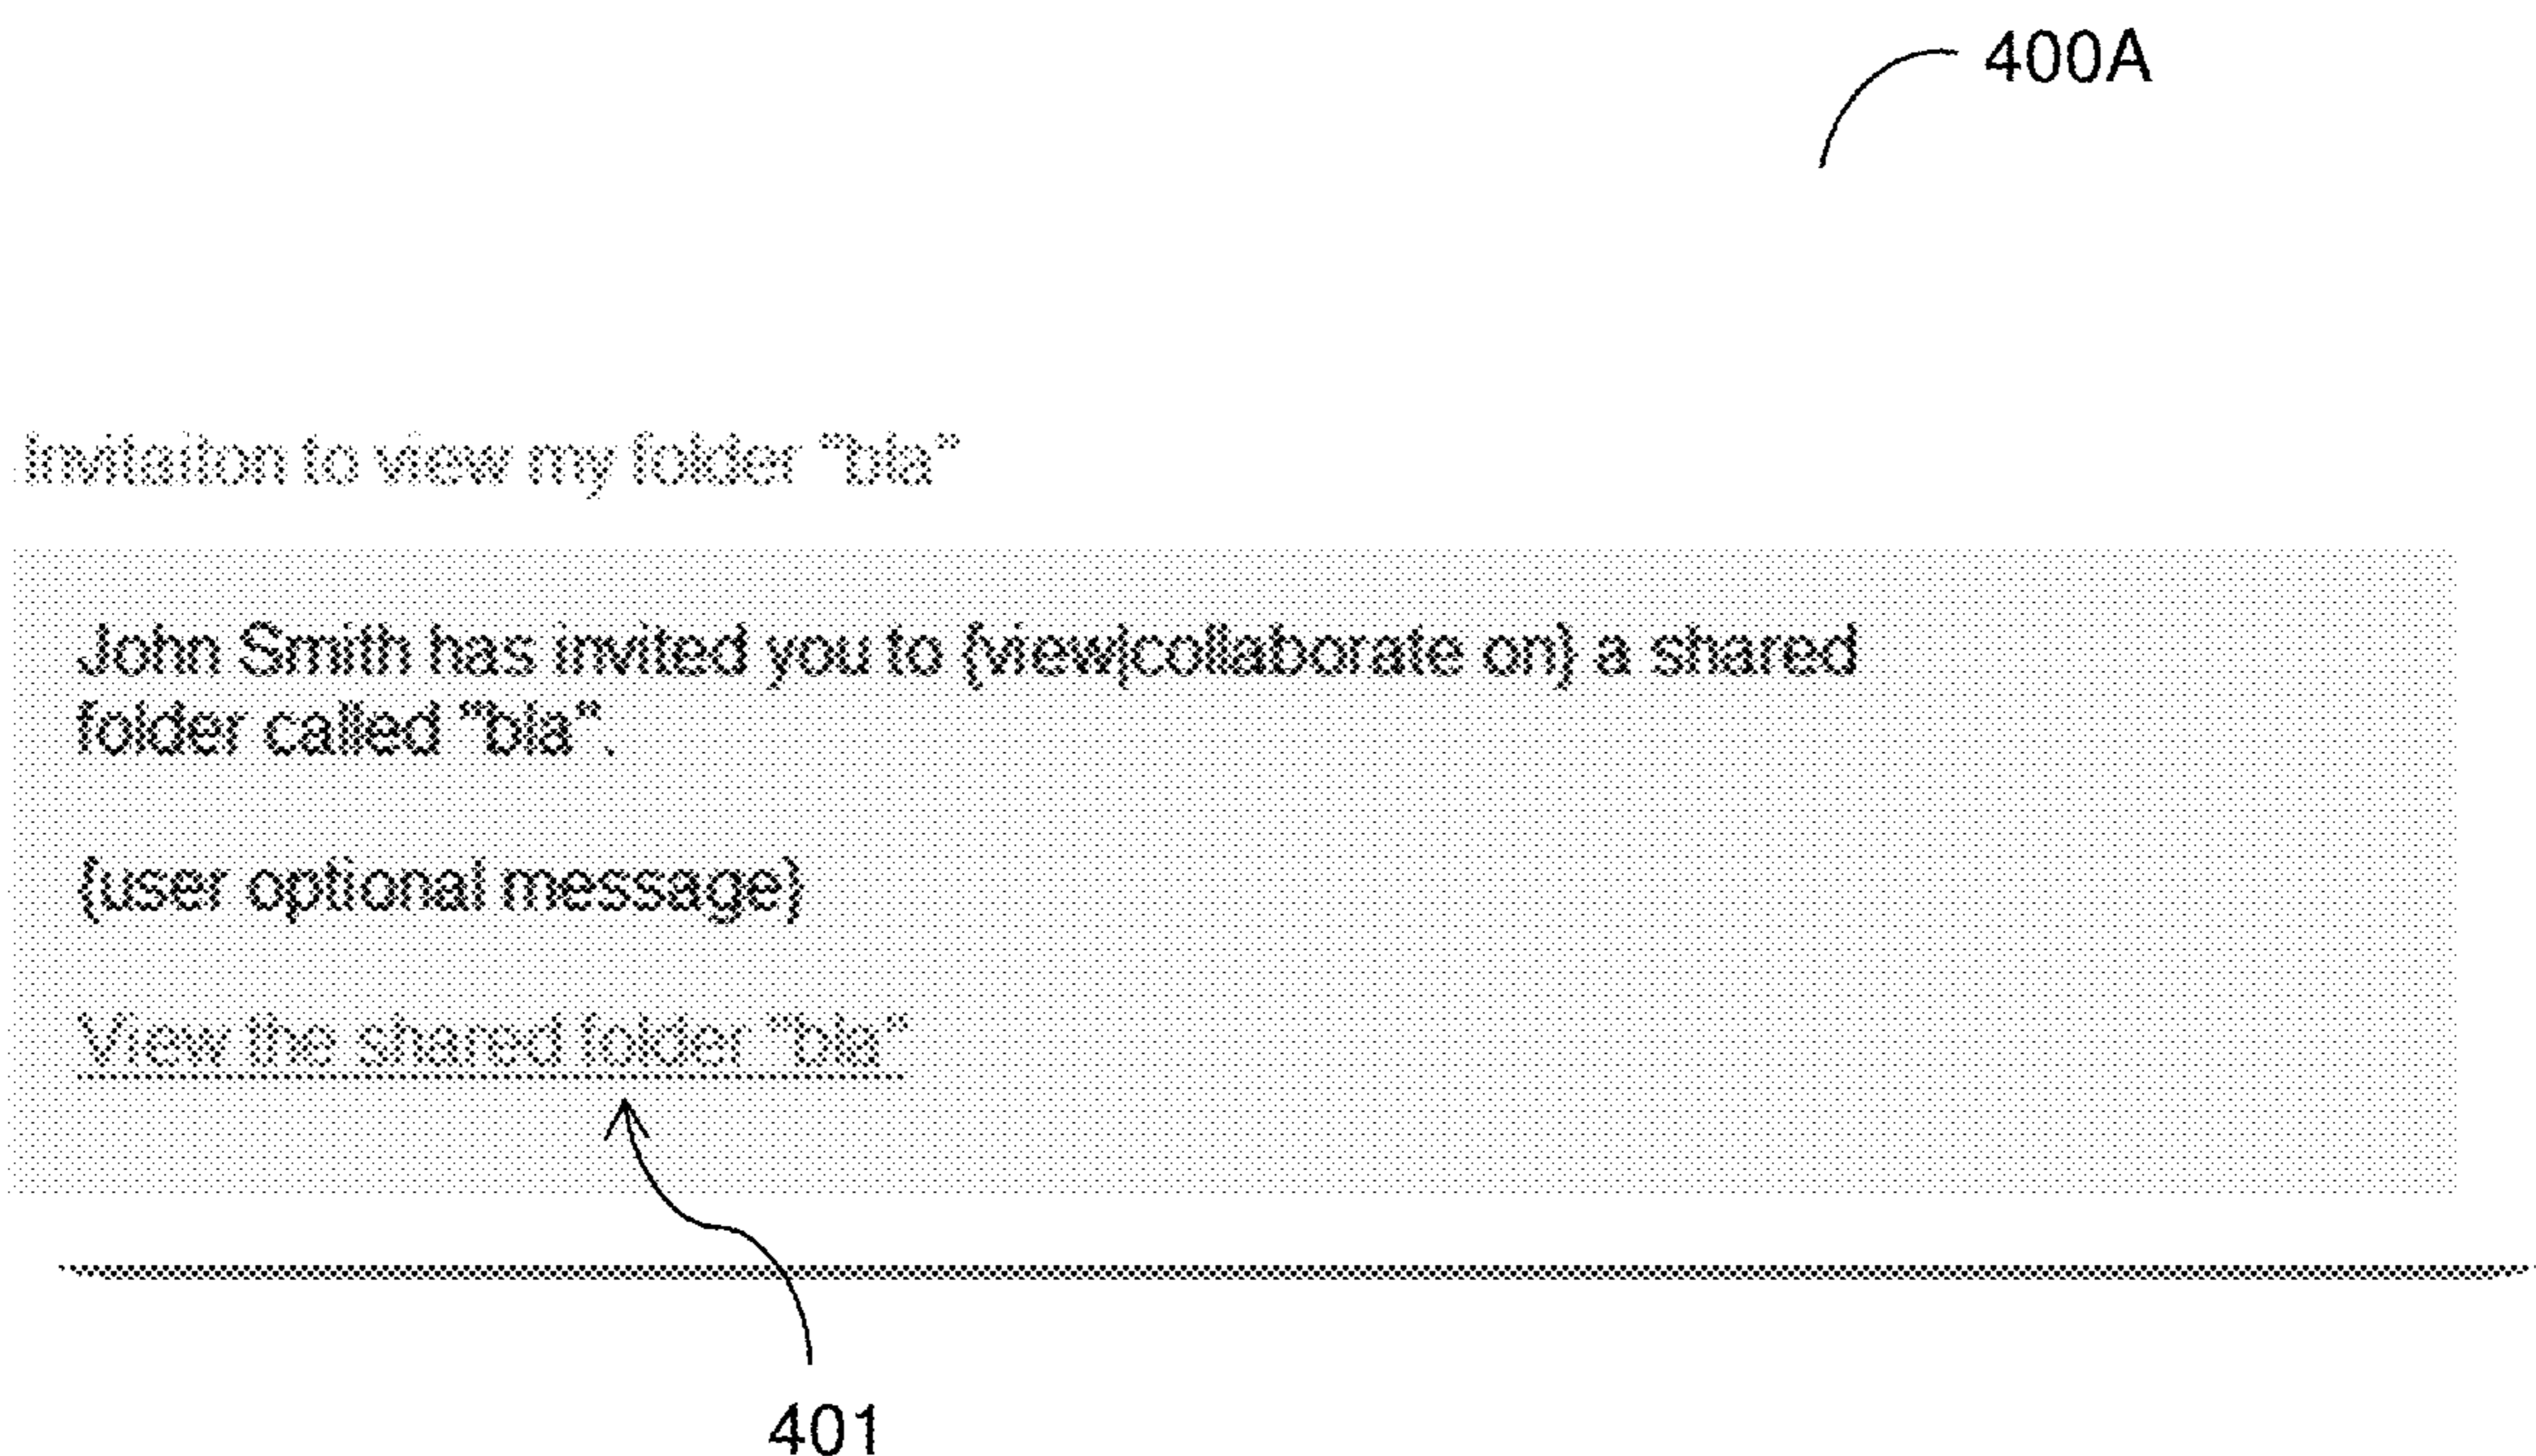 400A
Invitaiton to view my folder "bla"
John Smith has invited you to {view|collaborate on} a shared
folder called "bla".
{user optional message}
View the shared folder "bla"
401